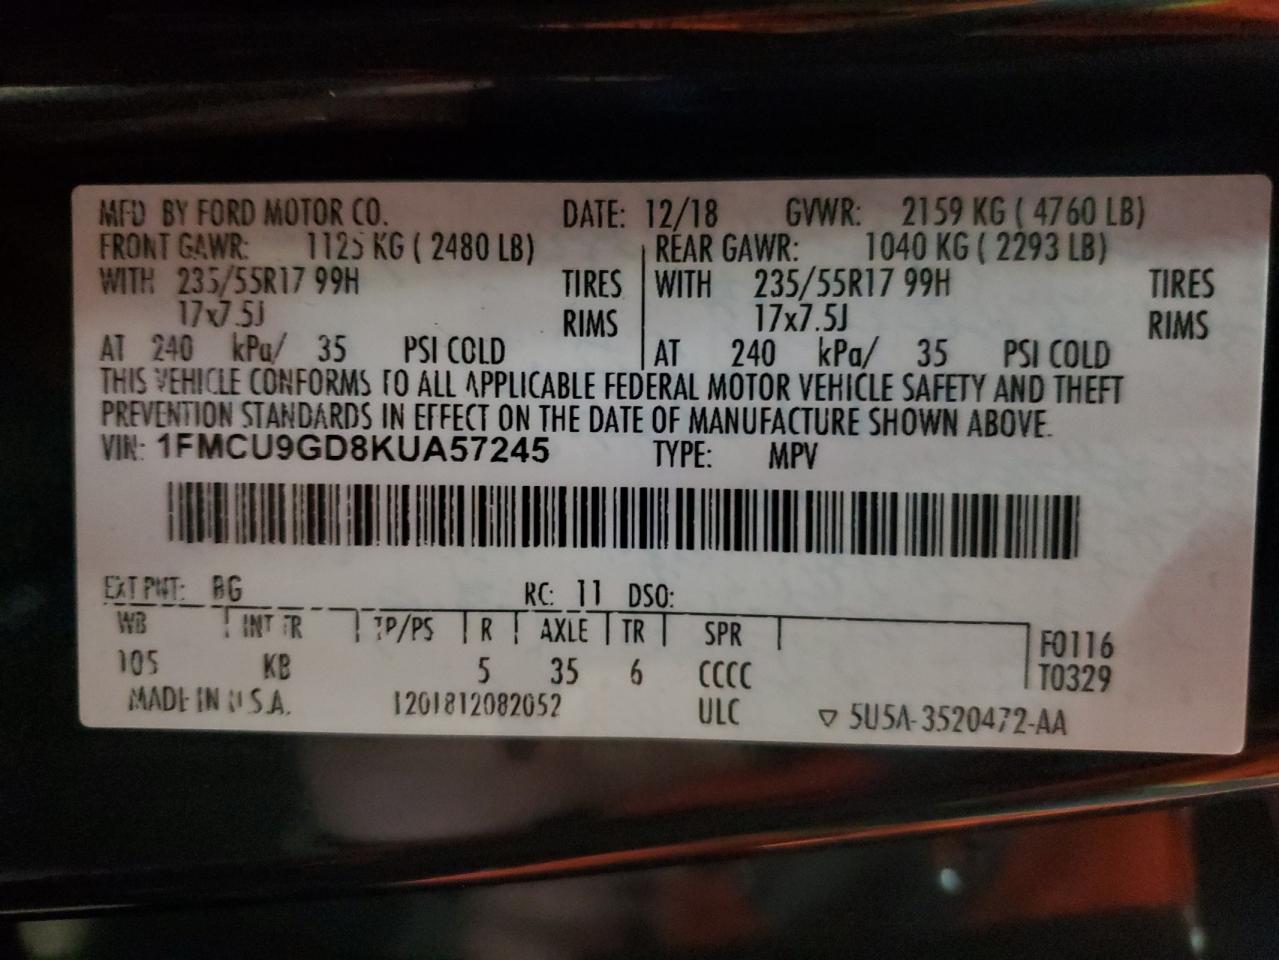 MFD BY FORD MOTOR CO. DATE: 12/18 GVWR: 2159 KG ( 4760 LB)
FRONT GAWR: 1125 KG ( 2480 LB) REAR GAWR: 1040 KG ( 2293 LB)
WITH 235/55R17 99H TIRES WITH 235/55R17 99H TIRES
17x7.5J RIMS 17x7.5J RIMS
AT 240 kPa/ 35 PSI COLD AT 240 kPa/ 35 PSI COLD
THIS VEHICLE CONFORMS TO ALL APPLICABLE FEDERAL MOTOR VEHICLE SAFETY AND THEFT
PREVENTION STANDARDS IN EFFECT ON THE DATE OF MANUFACTURE SHOWN ABOVE.
VIN: 1FMCU9GD8KUA57245 TYPE: MPV
EXT PNT: BG RC: 11 DSO:
WB INT TR TP/PS R AXLE TR SPR F0116
105 KB 5 35 6 CCCC T0329
MADE IN U.S.A. 1201812082052 ULC ▽ 5U5A-3520472-AA